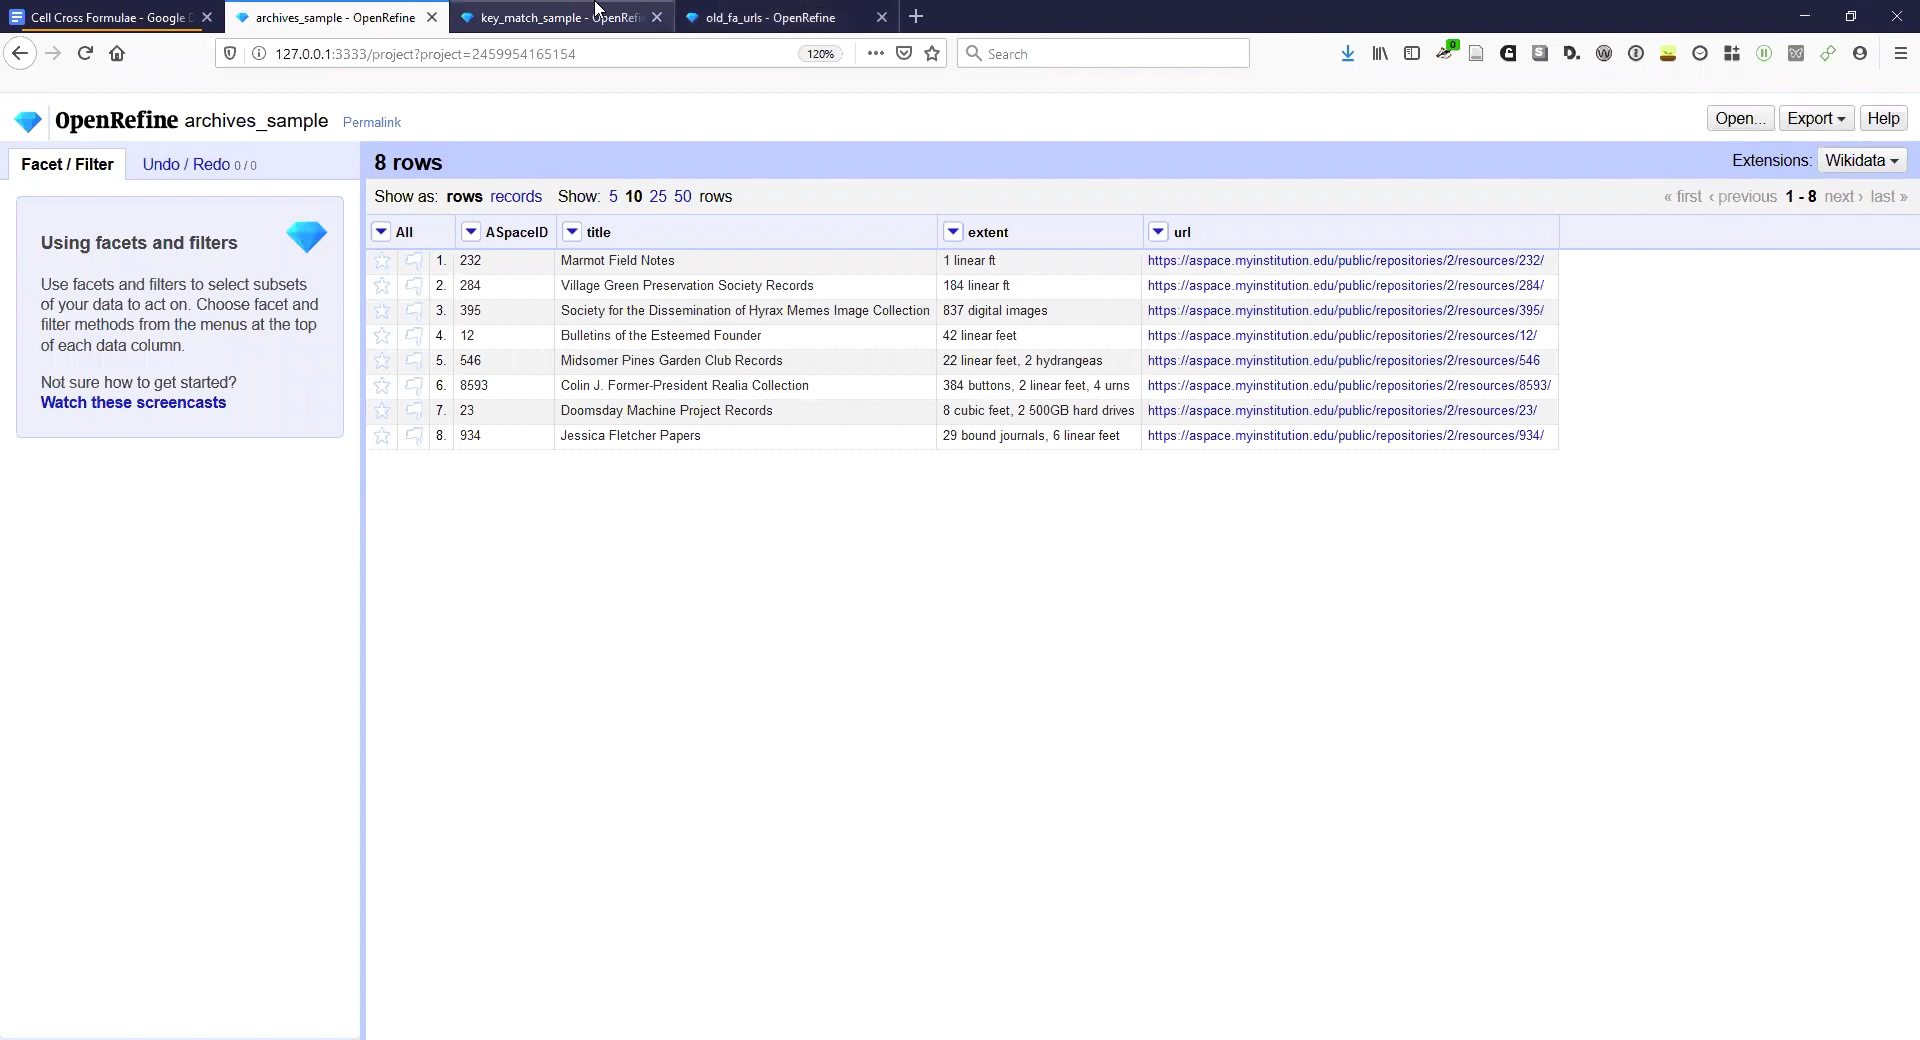 Cell Cross Formulae - Google D
archives_sample - OpenRefine
key_match_sample - OpenRefi
old_fa_urls - OpenRefine
127.0.0.1:3333/project?project=2459954165154
120%
Search
0
OpenRefine archives_sample Permalink
Open... Export Help
Facet / Filter Undo / Redo 0 / 0
8 rows
Extensions: Wikidata
Show as: rows records Show: 5 10 25 50 rows
« first ‹ previous 1 - 8 next › last »
Using facets and filters
Use facets and filters to select subsets
of your data to act on. Choose facet and
filter methods from the menus at the top
of each data column.
Not sure how to get started?
Watch these screencasts
All ASpaceID title extent url
1. 232 Marmot Field Notes 1 linear ft https://aspace.myinstitution.edu/public/repositories/2/resources/232/
2. 284 Village Green Preservation Society Records 184 linear ft https://aspace.myinstitution.edu/public/repositories/2/resources/284/
3. 395 Society for the Dissemination of Hyrax Memes Image Collection 837 digital images https://aspace.myinstitution.edu/public/repositories/2/resources/395/
4. 12 Bulletins of the Esteemed Founder 42 linear feet https://aspace.myinstitution.edu/public/repositories/2/resources/12/
5. 546 Midsomer Pines Garden Club Records 22 linear feet, 2 hydrangeas https://aspace.myinstitution.edu/public/repositories/2/resources/546
6. 8593 Colin J. Former-President Realia Collection 384 buttons, 2 linear feet, 4 urns https://aspace.myinstitution.edu/public/repositories/2/resources/8593/
7. 23 Doomsday Machine Project Records 8 cubic feet, 2 500GB hard drives https://aspace.myinstitution.edu/public/repositories/2/resources/23/
8. 934 Jessica Fletcher Papers 29 bound journals, 6 linear feet https://aspace.myinstitution.edu/public/repositories/2/resources/934/